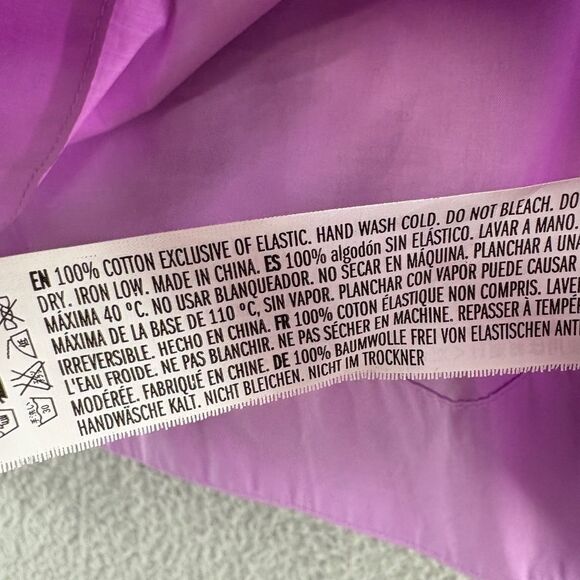 EN 100% COTTON EXCLUSIVE OF ELASTIC. HAND WASH COLD. DO NOT BLEACH. DO
DRY. IRON LOW. MADE IN CHINA. ES 100% algodón SIN ELÁSTICO. LAVAR A MANO.
MÁXIMA 40 °C. NO USAR BLANQUEADOR. NO SECAR EN MÁQUINA. PLANCHAR A UNA
MÁXIMA DE LA BASE DE 110 °C, SIN VAPOR. PLANCHAR CON VAPOR PUEDE CAUSAR
IRREVERSIBLE. HECHO EN CHINA. FR 100% COTON ÉLASTIQUE NON COMPRIS. LAVER
L'EAU FROIDE. NE PAS BLANCHIR. NE PAS SÉCHER EN MACHINE. REPASSER À TEMPÉR
MODÉRÉE. FABRIQUÉ EN CHINE. DE 100% BAUMWOLLE FREI VON ELASTISCHEN ANT
HANDWÄSCHE KALT. NICHT BLEICHEN. NICHT IM TROCKNER